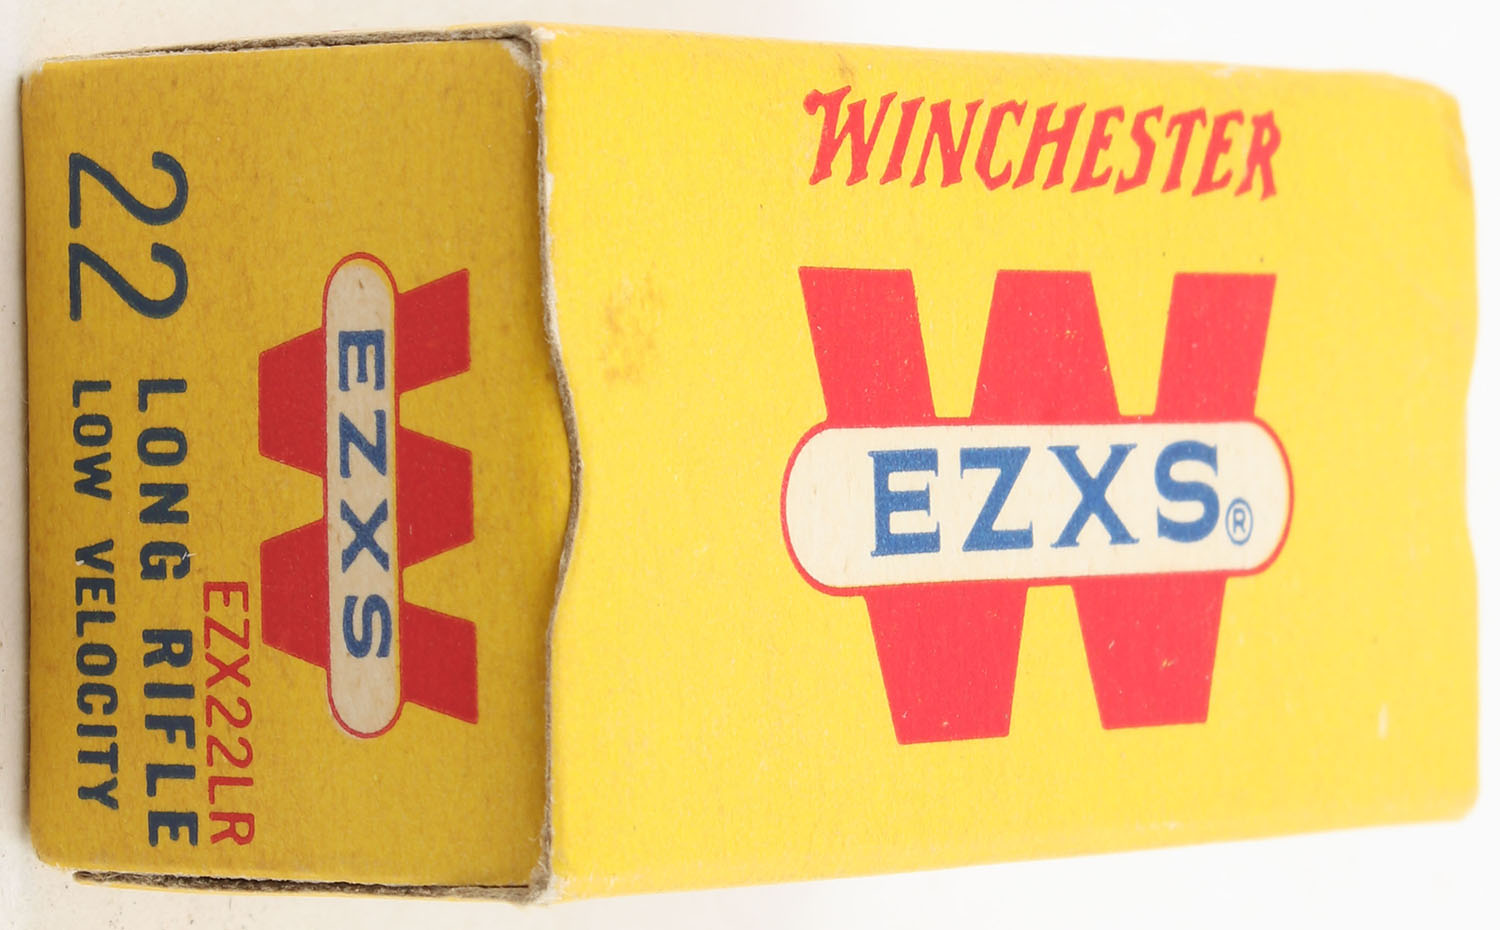 WINCHESTER
EZXS®
EZXS
EZX22LR
22 LONG RIFLE
LOW VELOCITY